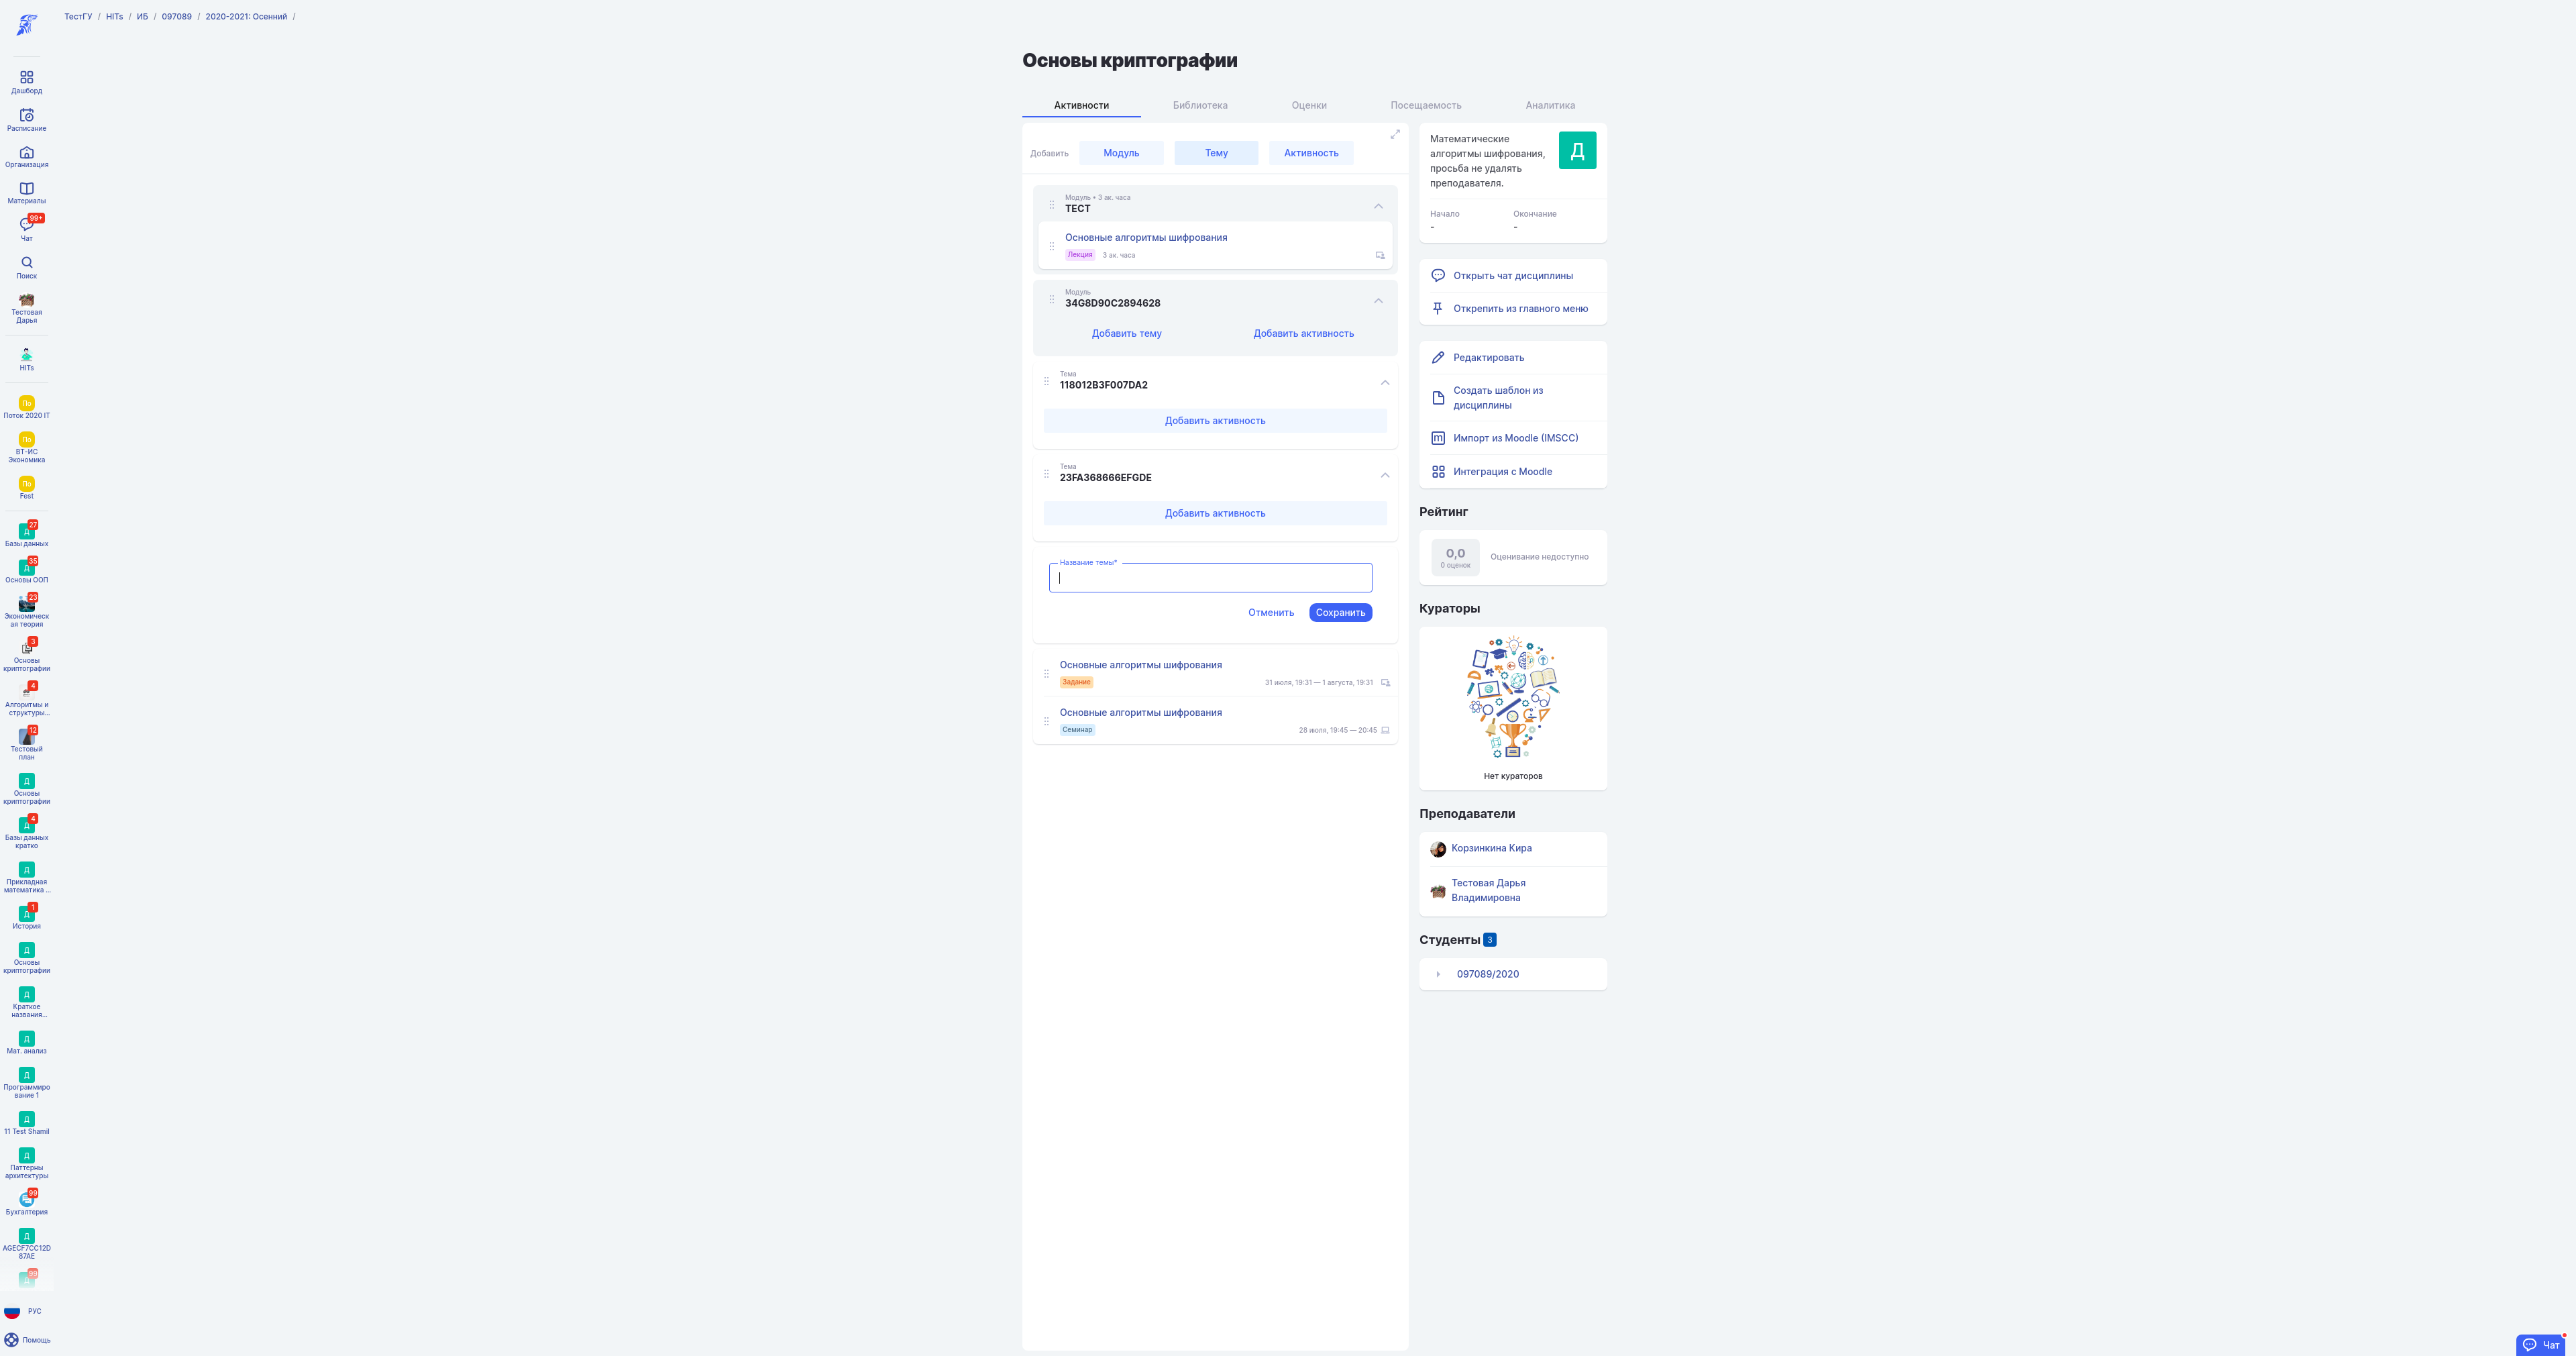 ТестГУ / HITs / ИБ / 097089 / 2020-2021: Осенний /
Дашборд
Расписание
Организация
Материалы
99+
Чат
Поиск
Тестовая
Дарья
HITs
По
Поток 2020 IT
По
ВТ-ИС
Экономика
По
Fest
27
Д
Базы данных
35
Д
Основы ООП
23
Экономическ
ая теория
3
Основы
криптографии
4
Алгоритмы и
структуры...
12
Тестовый
план
Д
Основы
криптографии
4
Д
Базы данных
кратко
Д
Прикладная
математика ...
1
Д
История
Д
Основы
криптографии
Д
Краткое
названия...
Д
Мат. анализ
Д
Программиро
вание 1
Д
11 Test Shamil
Д
Паттерны
архитектуры
99
Бухгалтерия
Д
AGECF7CC12D
87AE
99
Д
РУС
Помощь
Основы криптографии
Активности Библиотека Оценки Посещаемость Аналитика
Добавить Модуль Тему Активность
Модуль • 3 ак. часа
ТЕСТ
Основные алгоритмы шифрования
Лекция 3 ак. часа
Модуль
34G8D90C2894628
Добавить тему Добавить активность
Тема
118012B3F007DA2
Добавить активность
Тема
23FA368666EFGDE
Добавить активность
Название темы*
Отменить Сохранить
Основные алгоритмы шифрования
Задание 31 июля, 19:31 — 1 августа, 19:31
Основные алгоритмы шифрования
Семинар 28 июля, 19:45 — 20:45
Математические
алгоритмы шифрования,
просьба не удалять
преподавателя.
Д
Начало Окончание
- -
Открыть чат дисциплины
Открепить из главного меню
Редактировать
Создать шаблон из
дисциплины
Импорт из Moodle (IMSCC)
Интеграция с Moodle
Рейтинг
0,0
0 оценок
Оценивание недоступно
Кураторы
Нет кураторов
Преподаватели
Корзинкина Кира
Тестовая Дарья
Владимировна
Студенты 3
097089/2020
Чат